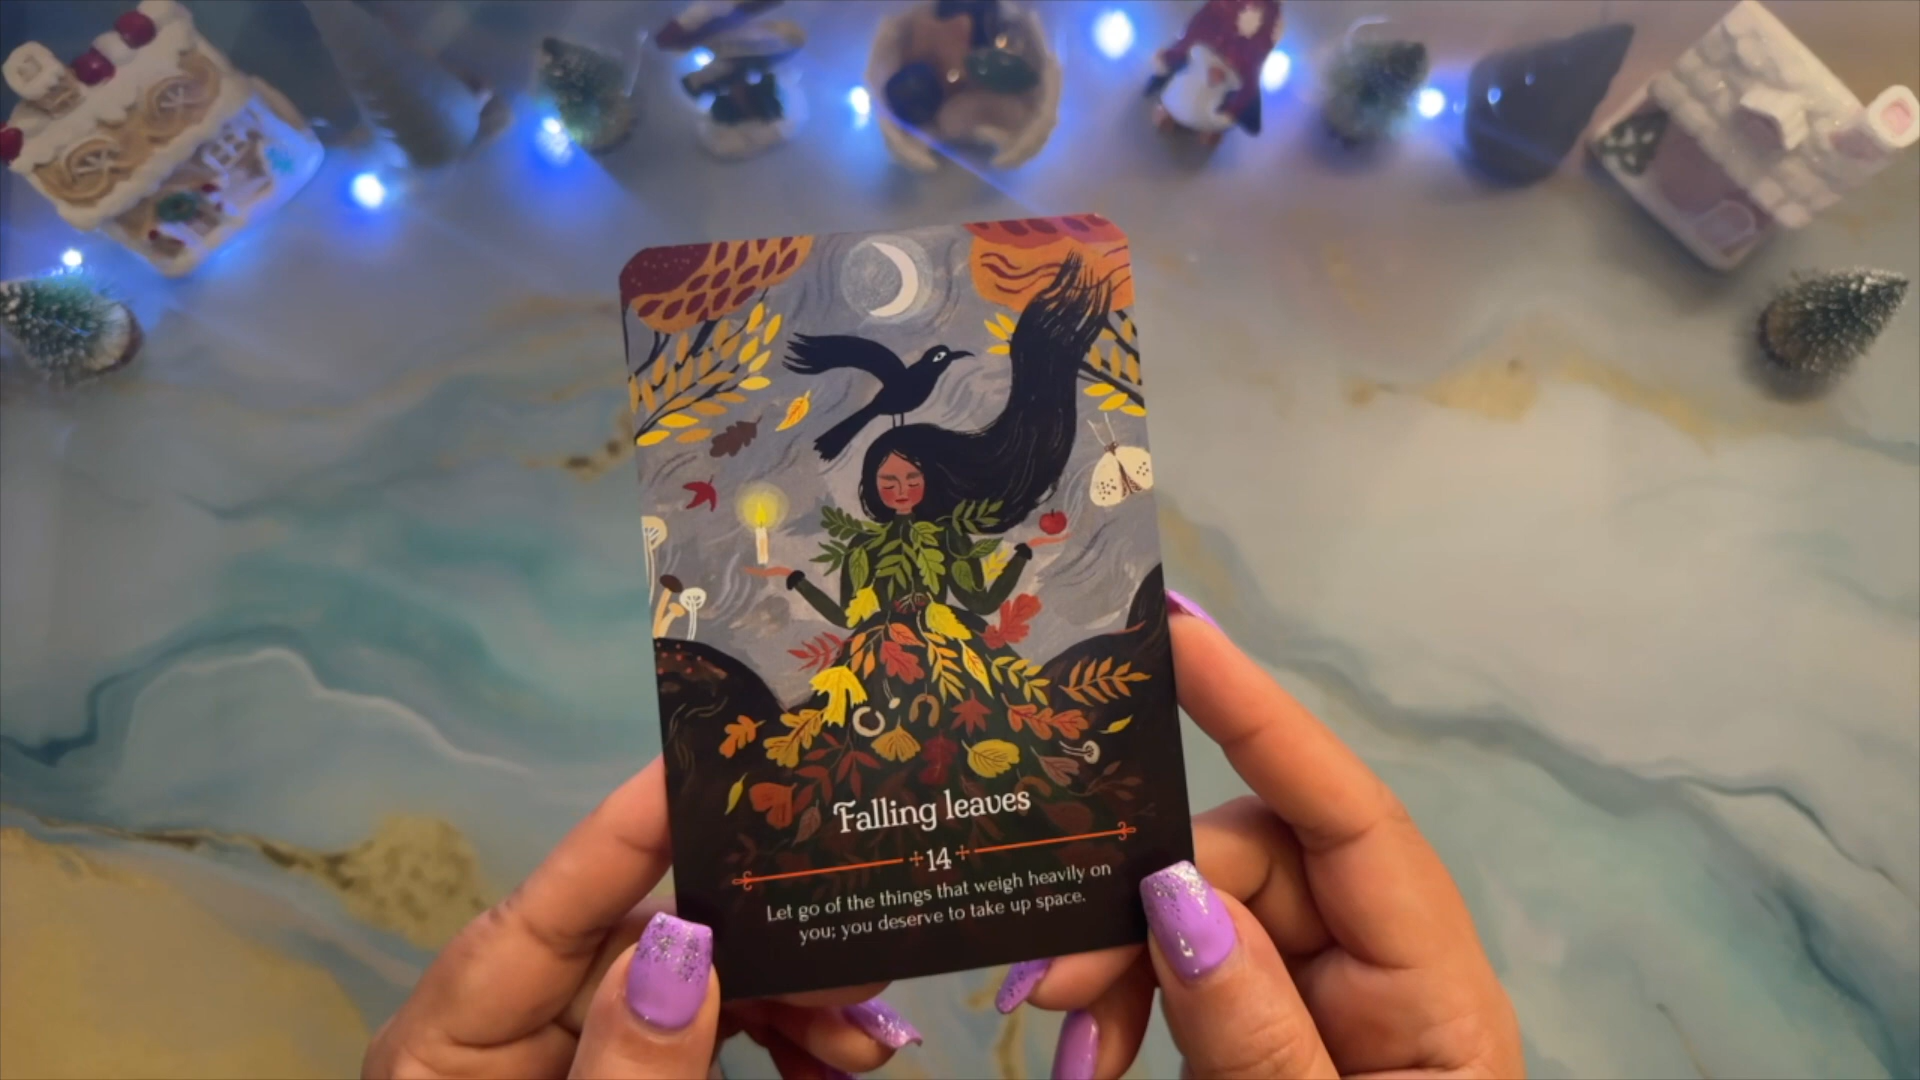 Falling leaves
14
Let go of the things that weigh heavily on
you; you deserve to take up space.